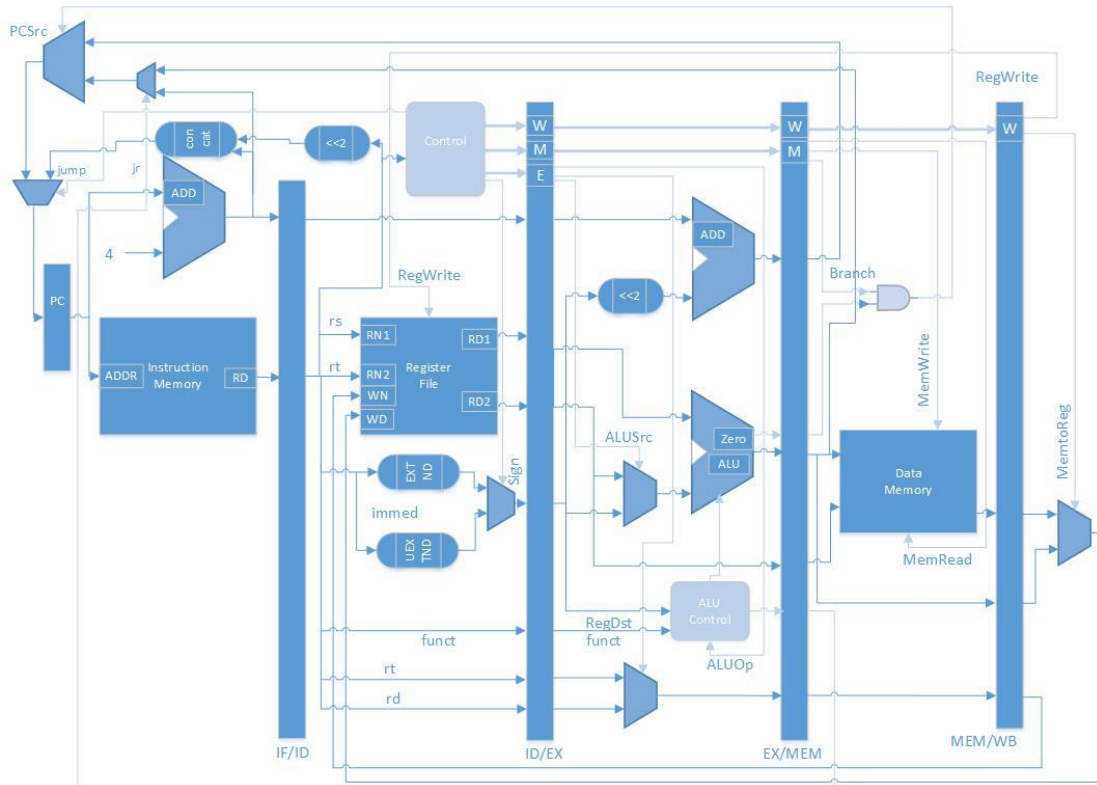 PCSrc
RegWrite
con
cat
<<2
Control
W
M
E
W
M
W
jump
jr
ADD
4
PC
ADDR
Instruction
Memory
RD
RegWrite
rs
rt
RN1
RN2
WN
WD
Register
File
RD1
RD2
ADD
<<2
Branch
MemWrite
MemtoReg
ALUSrc
Zero
ALU
Data
Memory
MemRead
EXT
ND
immed
UEX
TND
Sign
funct
RegDst
funct
ALU
Control
ALUOp
rt
rd
IF/ID
ID/EX
EX/MEM
MEM/WB